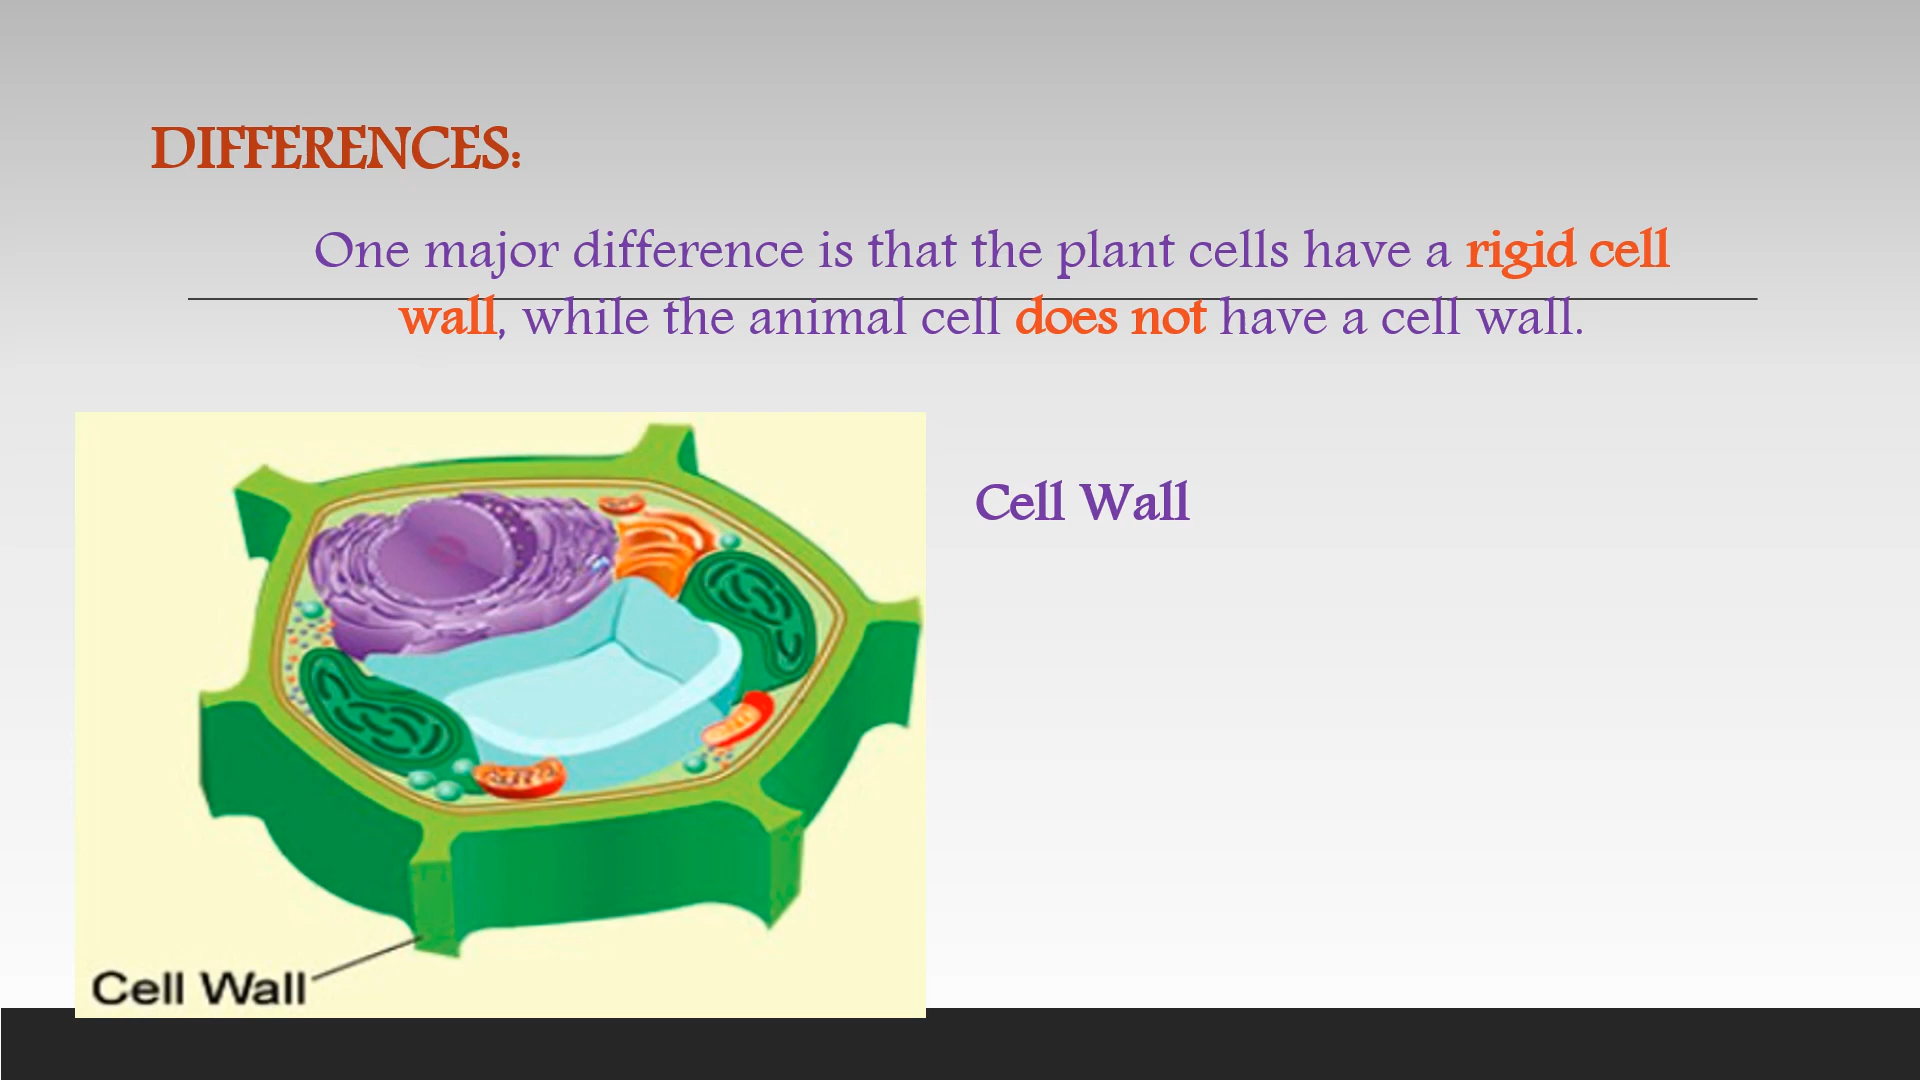 DIFFERENCES:
One major difference is that the plant cells have a rigid cell
wall, while the animal cell does not have a cell wall.
Cell Wall
Cell Wall